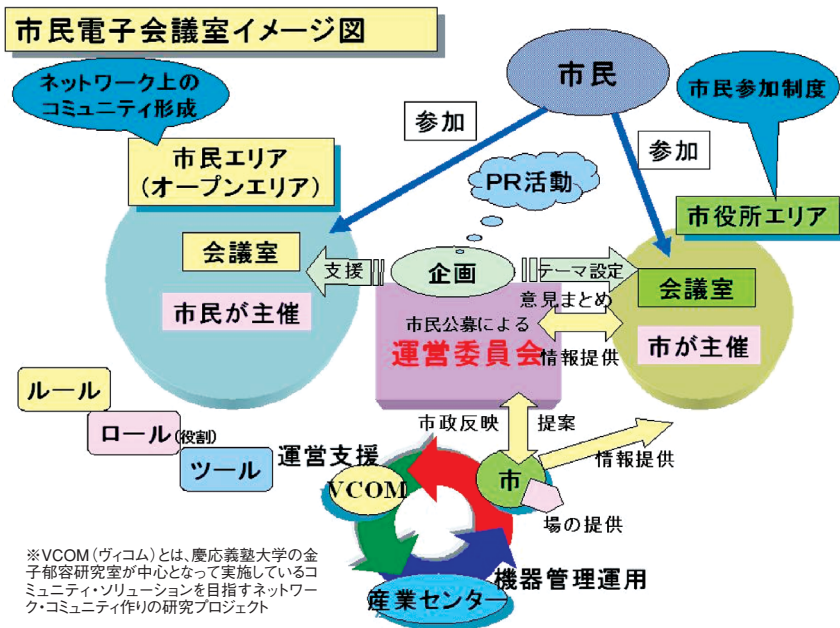 市民電子会議室イメージ図
ネットワーク上の
コミュニティ形成
市民
市民参加制度
参加
参加
市民エリア
(オープンエリア)
PR活動
市役所エリア
会議室
支援
企画
テーマ設定
会議室
市民が主催
意見まとめ
市民公募による
運営委員会
情報提供
市が主催
ルール
ロール(役割)
ツール
市政反映
提案
運営支援
VCOM
市
情報提供
場の提供
機器管理運用
産業センター
※VCOM(ヴィコム)とは、慶応義塾大学の金
子郁容研究室が中心となって実施しているコ
ミュニティ・ソリューションを目指すネットワー
ク・コミュニティ作りの研究プロジェクト